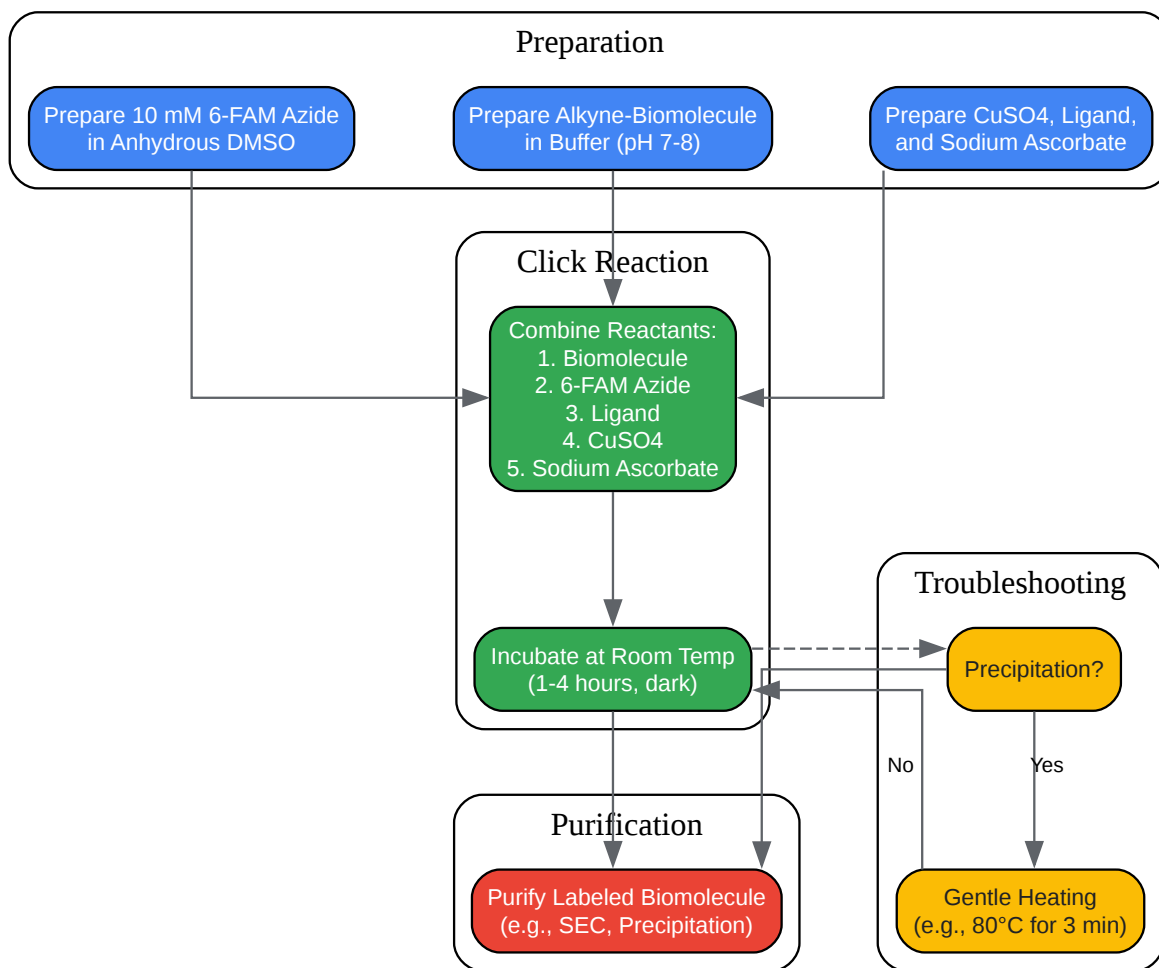 Preparation
Prepare 10 mM 6-FAM Azide
in Anhydrous DMSO
Prepare Alkyne-Biomolecule
in Buffer (pH 7-8)
Prepare CuSO4, Ligand,
and Sodium Ascorbate
Click Reaction
Combine Reactants:
1. Biomolecule
2. 6-FAM Azide
3. Ligand
4. CuSO4
5. Sodium Ascorbate
Incubate at Room Temp
(1-4 hours, dark)
Troubleshooting
Precipitation?
No
Yes
Purification
Purify Labeled Biomolecule
(e.g., SEC, Precipitation)
Gentle Heating
(e.g., 80°C for 3 min)